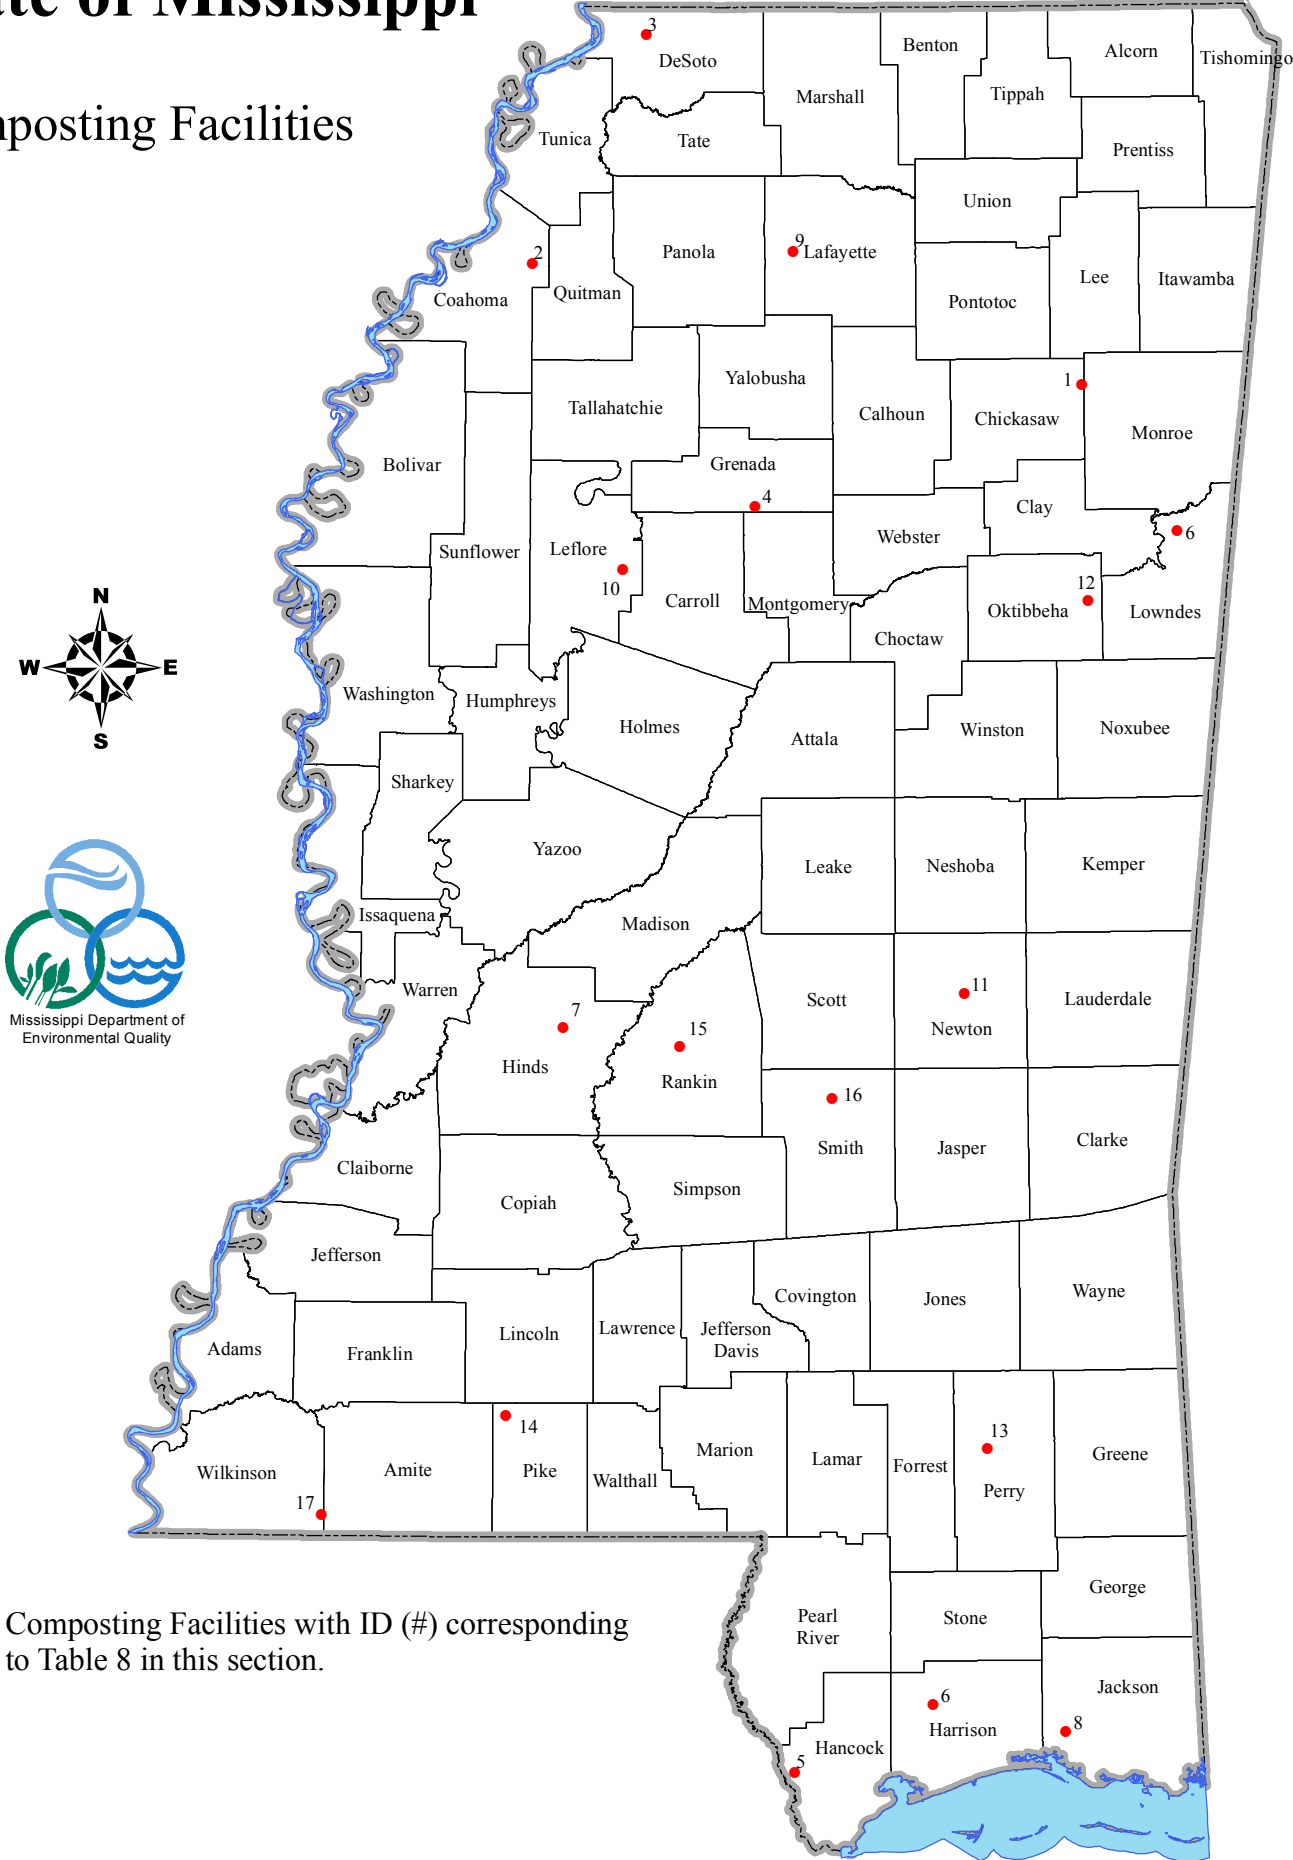 ate of Mississippi
mposting Facilities
3
DeSoto
Benton
Alcorn
Tishomingo
Marshall
Tippah
Tunica
Tate
Prentiss
Union
2
Panola
9
Lafayette
Coahoma
Quitman
Pontotoc
Lee
Itawamba
Yalobusha
1
Tallahatchie
Calhoun
Chickasaw
Monroe
Bolivar
Grenada
4
Clay
6
Sunflower
Leflore
Webster
10
Carroll
Montgomery
12
Oktibbeha
Lowndes
Choctaw
N
W
E
S
Washington
Humphreys
Holmes
Attala
Winston
Noxubee
Sharkey
Yazoo
Leake
Neshoba
Kemper
Issaquena
Madison
Warren
Scott
11
Newton
Lauderdale
Mississippi Department of
Environmental Quality
7
Hinds
15
Rankin
16
Smith
Jasper
Clarke
Claiborne
Copiah
Simpson
Jefferson
Covington
Jones
Wayne
Adams
Franklin
Lincoln
Lawrence
Jefferson
Davis
14
Wilkinson
Amite
Pike
Walthall
Marion
Lamar
Forrest
13
Perry
Greene
17
George
Composting Facilities with ID (#) corresponding
to Table 8 in this section.
Pearl
River
Stone
6
Harrison
Jackson
8
Hancock
5